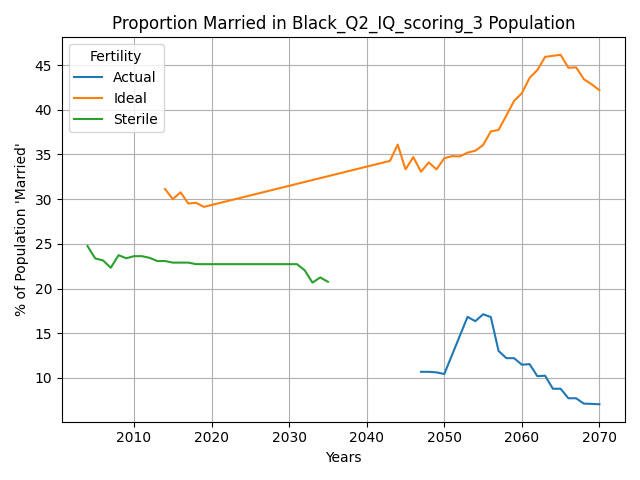 Proportion Married in Black_Q2_IQ_scoring_3 Population
% of Population 'Married'
Fertility
Actual
Ideal
Sterile
45
40
35
30
25
20
15
10
2010 2020 2030 2040 2050 2060 2070
Years